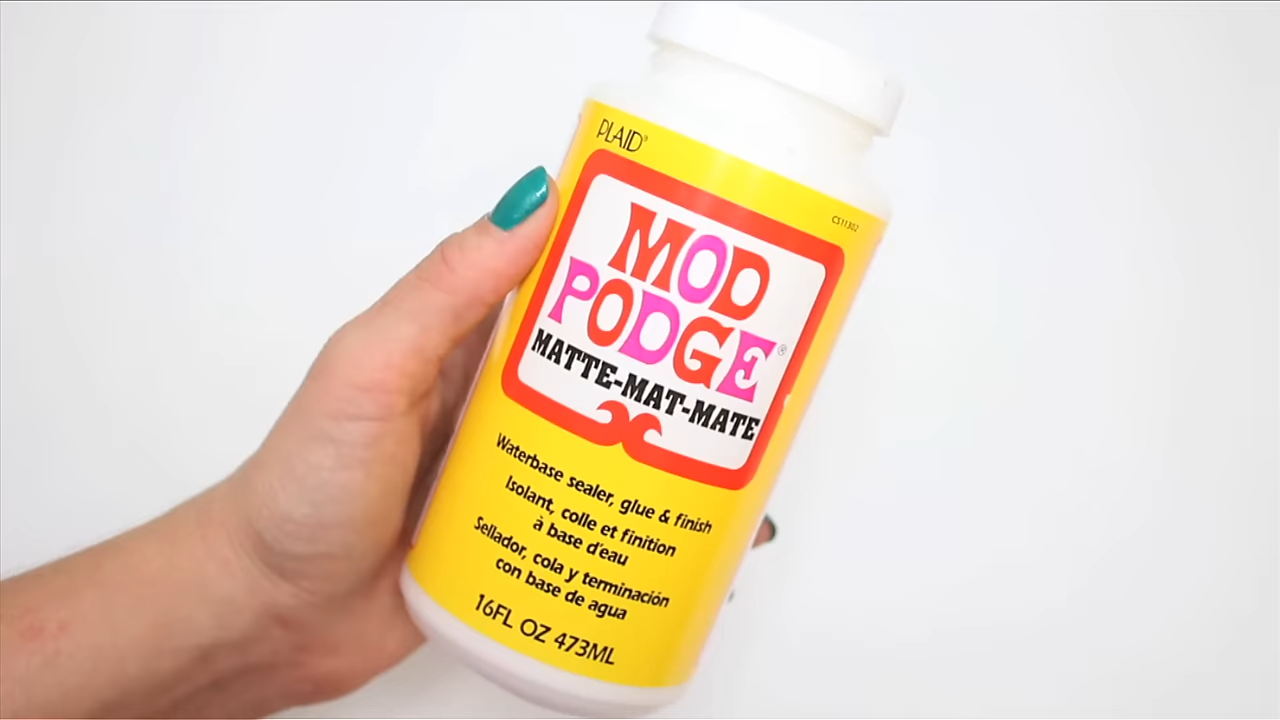 PLAID®
CS11302
MOD
PODGE®
MATTE-MAT-MATE
Waterbase sealer, glue & finish
Isolant, colle et finition
à base d'eau
Sellador, cola y terminación
con base de agua
16FL OZ 473ML